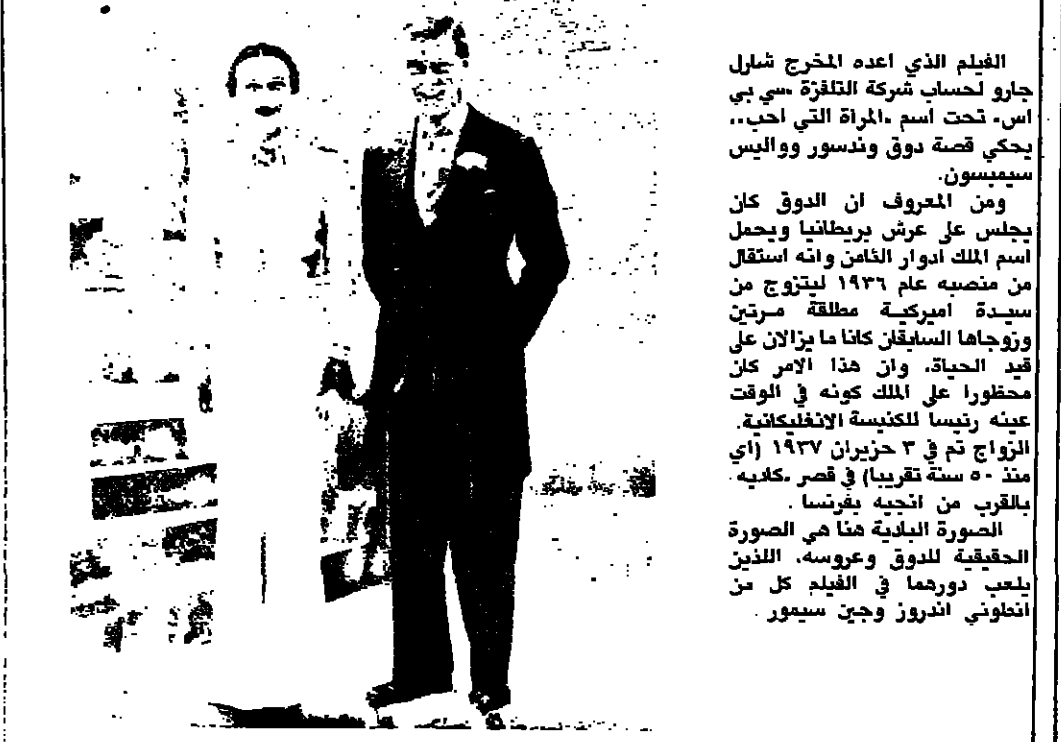 الفيلم الذي اعده المخرج شارل
جارو لحساب شركة التلفزة «سي بي
اس» تحت اسم «المراة التي احب»،
يحكي قصة دوق وندسور وواليس
سيمبسون.
ومن المعروف ان الدوق كان
يجلس على عرش بريطانيا ويحمل
اسم الملك ادوار الثامن وانه استقال
من منصبه عام ١٩٣٦ ليتزوج من
سيدة اميركية مطلقة مرتين
وزوجاها السابقان كانا ما يزالان على
قيد الحياة، وان هذا الامر كان
محظورا على الملك كونه في الوقت
عينه رئيسا للكنيسة الانغليكانية.
الزواج تم في ٣ حزيران ١٩٣٧ (اي
منذ ٥٠ سنة تقريبا) في قصر «كانديه»
بالقرب من انجيه بفرنسا.
الصورة البادية هنا هي الصورة
الحقيقية للدوق وعروسه، اللذين
يلعب دورهما في الفيلم كل من
انطوني اندروز وجين سيمور.